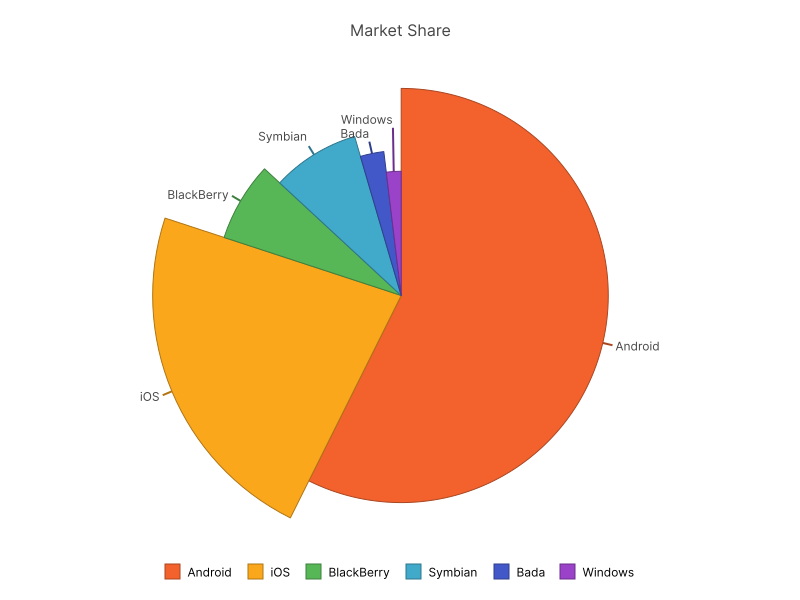 Market Share
Windows
Bada
Symbian
BlackBerry
Android
iOS
Android iOS BlackBerry Symbian Bada Windows